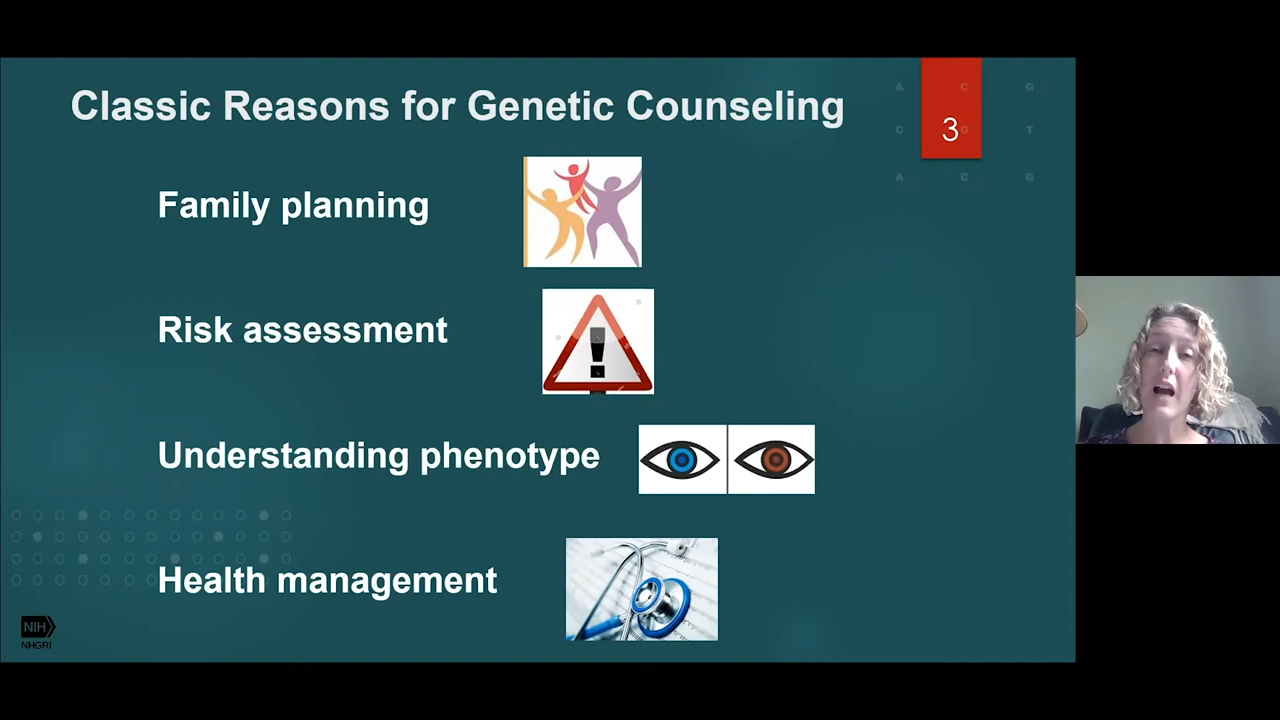 Classic Reasons for Genetic Counseling
3
A C G
C G T
A C G
Family planning
Risk assessment
Understanding phenotype
Health management
NIH
NHGRI